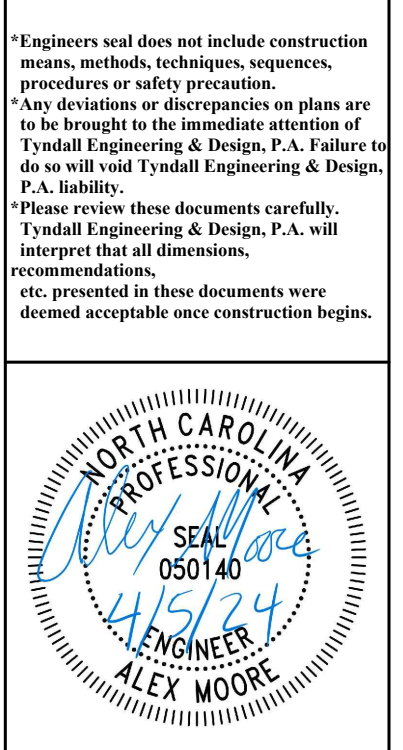 *Engineers seal does not include construction
means, methods, techniques, sequences,
procedures or safety precaution.
*Any deviations or discrepancies on plans are
to be brought to the immediate attention of
Tyndall Engineering & Design, P.A. Failure to
do so will void Tyndall Engineering & Design,
P.A. liability.
*Please review these documents carefully.
Tyndall Engineering & Design, P.A. will
interpret that all dimensions,
recommendations,
etc. presented in these documents were
deemed acceptable once construction begins.
NORTH CAROLINA
PROFESSIONAL
Alex Moore
SEAL
050140
4/5/24
ENGINEER
ALEX MOORE